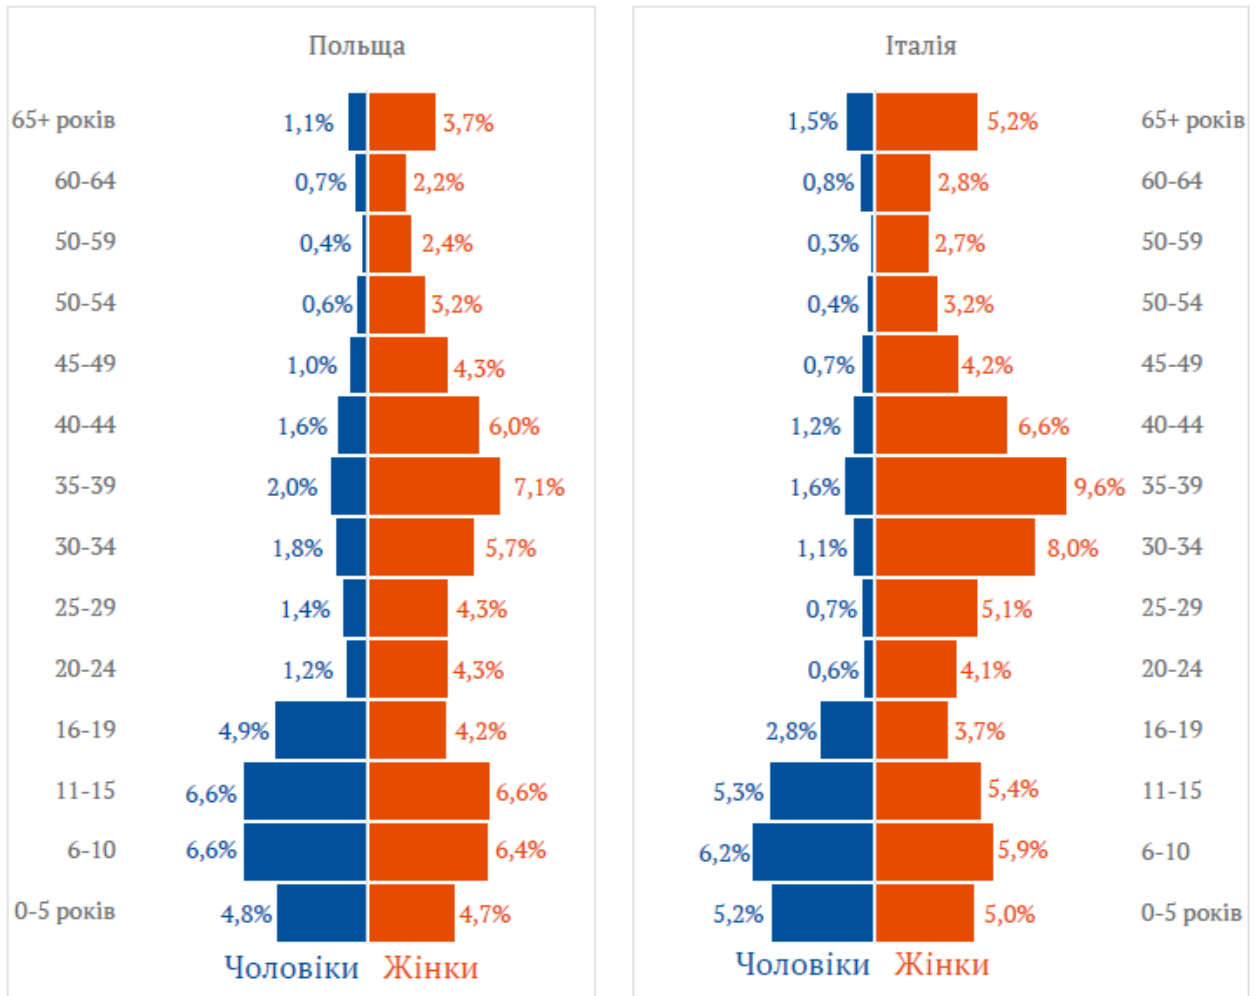 Польща
65+ років 1,1% 3,7%
60-64 0,7% 2,2%
50-59 0,4% 2,4%
50-54 0,6% 3,2%
45-49 1,0% 4,3%
40-44 1,6% 6,0%
35-39 2,0% 7,1%
30-34 1,8% 5,7%
25-29 1,4% 4,3%
20-24 1,2% 4,3%
16-19 4,9% 4,2%
11-15 6,6% 6,6%
6-10 6,6% 6,4%
0-5 років 4,8% 4,7%
Чоловіки Жінки
Італія
1,5% 5,2% 65+ років
0,8% 2,8% 60-64
0,3% 2,7% 50-59
0,4% 3,2% 50-54
0,7% 4,2% 45-49
1,2% 6,6% 40-44
1,6% 9,6% 35-39
1,1% 8,0% 30-34
0,7% 5,1% 25-29
0,6% 4,1% 20-24
2,8% 3,7% 16-19
5,3% 5,4% 11-15
6,2% 5,9% 6-10
5,2% 5,0% 0-5 років
Чоловіки Жінки